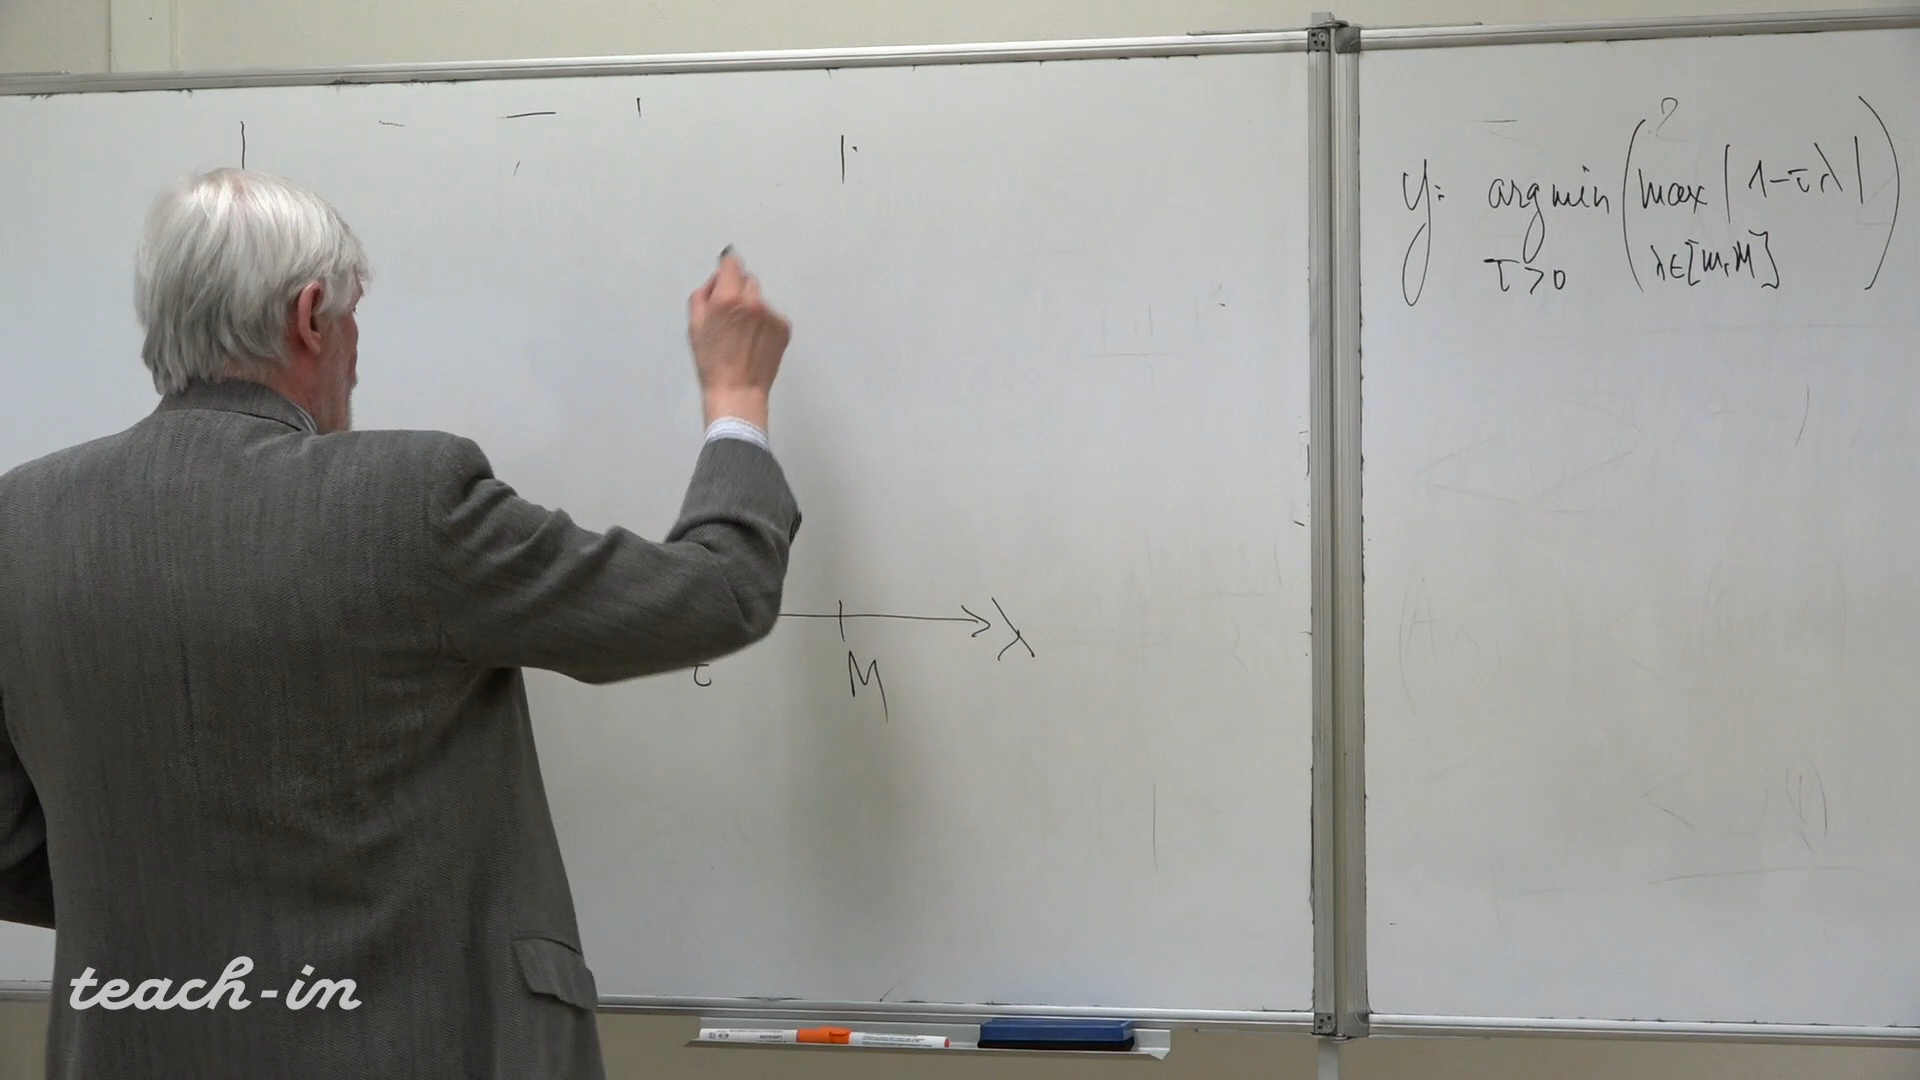 y= argmin ( max | 1-τλ | )
τ>0 λ∈[m,M]
λ
τ M
teach-in